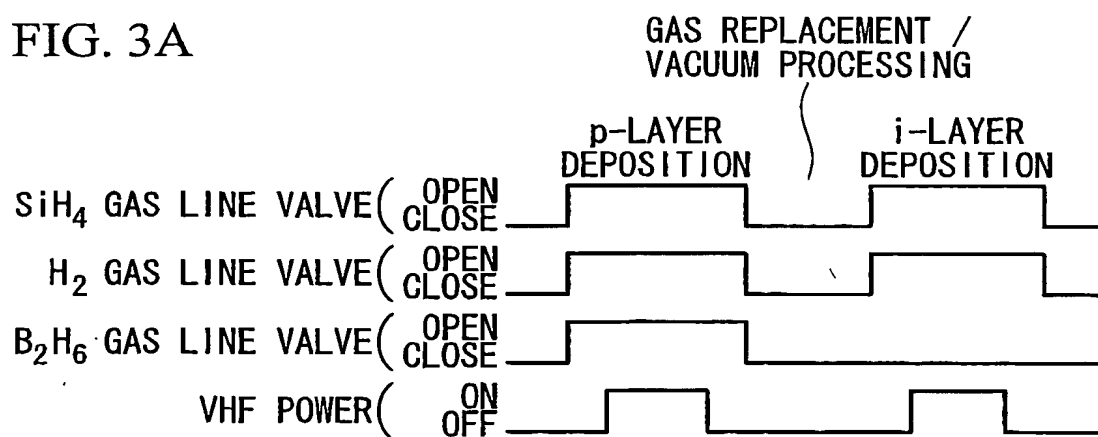 FIG. 3A
GAS REPLACEMENT /
VACUUM PROCESSING
p-LAYER
DEPOSITION
i-LAYER
DEPOSITION
SiH4 GAS LINE VALVE( OPEN
CLOSE
H2 GAS LINE VALVE( OPEN
CLOSE
B2H6 GAS LINE VALVE( OPEN
CLOSE
VHF POWER( ON
OFF